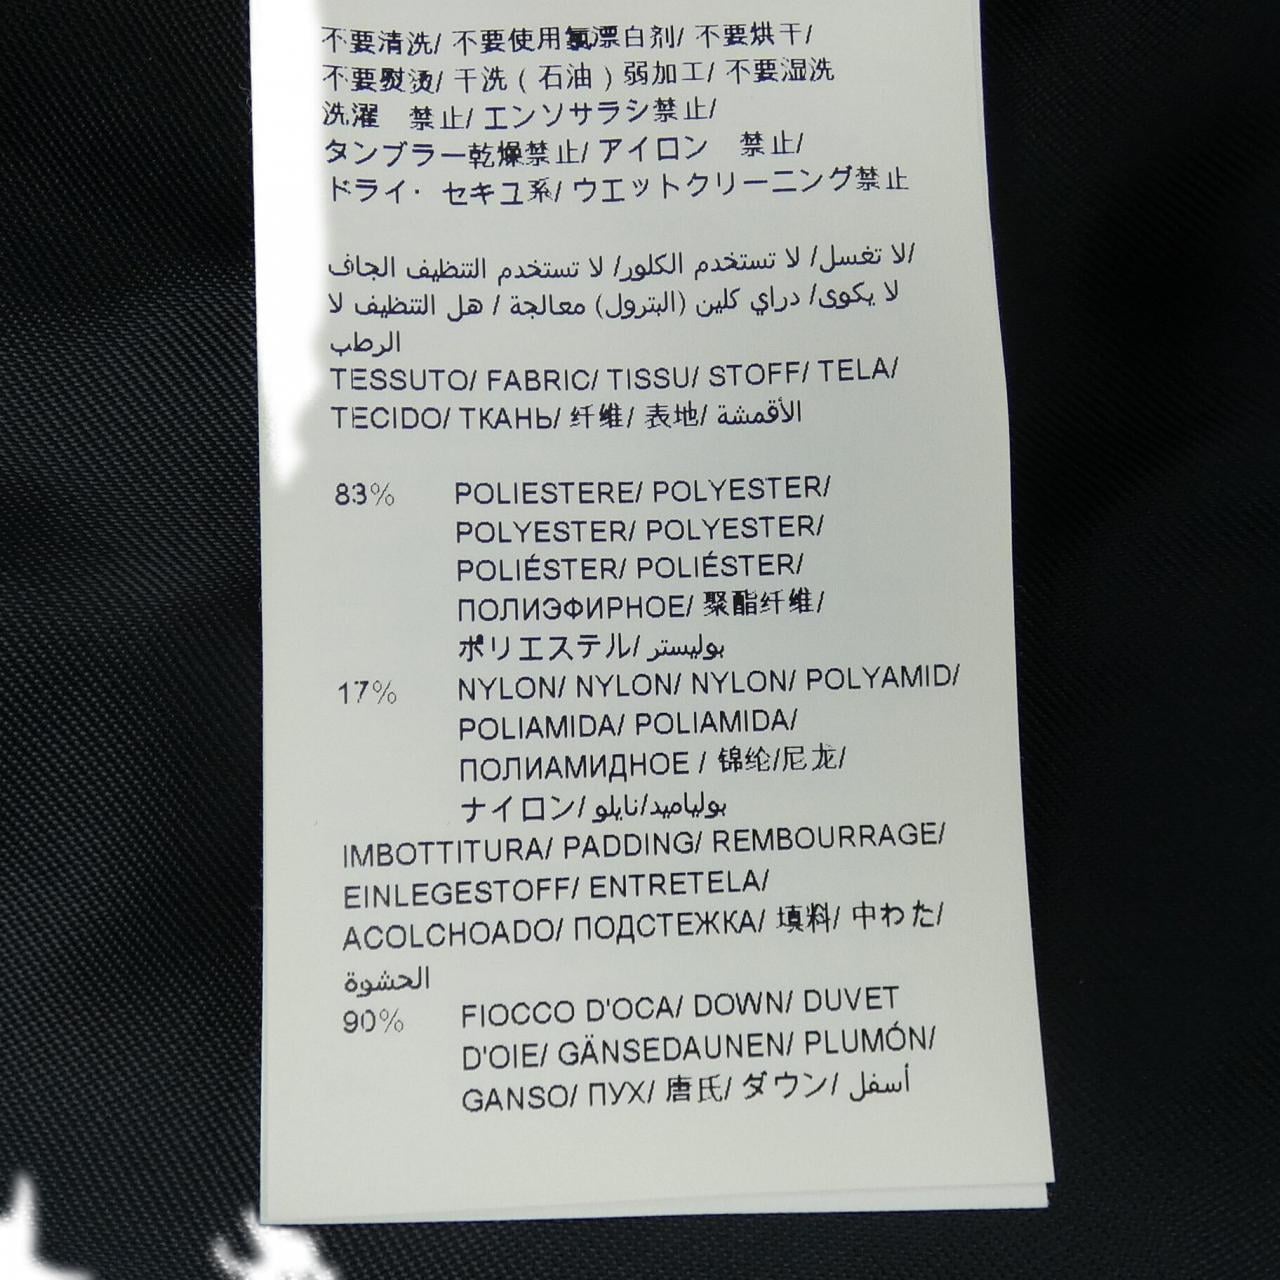 不要清洗/ 不要使用氯漂白剂/ 不要烘干/
不要熨烫/ 干洗 ( 石油 ) 弱加工/ 不要湿洗
洗濯 禁止/ エンソサラシ禁止/
タンブラー乾燥禁止/ アイロン 禁止/
ドライ・ セキユ系/ ウエットクリーニング禁止
لا تغسل/ لا تستخدم الكلور/ لا تستخدم التنظيف الجاف/
لا يكوى/ دراي كلين (البترول) معالجة / هل التنظيف لا
الرطب
TESSUTO/ FABRIC/ TISSU/ STOFF/ TELA/
TECIDO/ ТКАНЬ/ 纤维/ 表地/ الأقمشة
83% POLIESTERE/ POLYESTER/
POLYESTER/ POLYESTER/
POLIÉSTER/ POLIÉSTER/
ПОЛИЭФИРНОЕ/ 聚酯纤维/
ポリエステル/ بوليستر
17% NYLON/ NYLON/ NYLON/ POLYAMID/
POLIAMIDA/ POLIAMIDA/
ПОЛИАМИДНОЕ / 锦纶/尼龙/
ナイロン/ بولياميد/نايلو
IMBOTTITURA/ PADDING/ REMBOURRAGE/
EINLEGESTOFF/ ENTRETELA/
ACOLCHOADO/ ПОДСТЕЖКА/ 填料/ 中わた/
الحشوة
90% FIOCCO D'OCA/ DOWN/ DUVET
D'OIE/ GÄNSEDAUNEN/ PLUMÓN/
GANSO/ ПУХ/ 唐氏/ ダウン/ أسفل